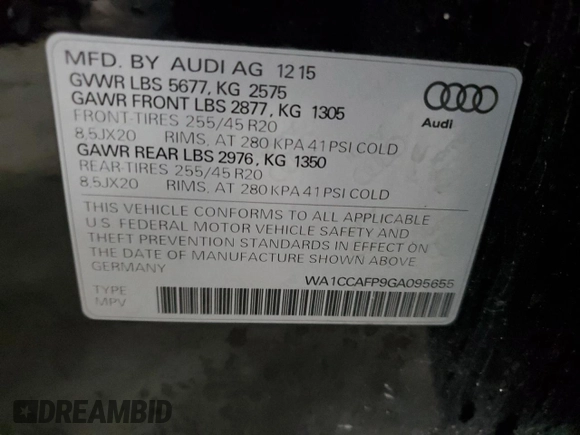 MFD. BY AUDI AG 12 15
GVWR LBS 5677, KG 2575
GAWR FRONT LBS 2877, KG 1305
FRONT-TIRES 255/45 R20
8,5JX20 RIMS, AT 280 KPA 41 PSI COLD
GAWR REAR LBS 2976, KG 1350
REAR-TIRES 255/45 R20
8,5JX20 RIMS, AT 280 KPA 41 PSI COLD
Audi
THIS VEHICLE CONFORMS TO ALL APPLICABLE
U.S. FEDERAL MOTOR VEHICLE SAFETY AND
THEFT PREVENTION STANDARDS IN EFFECT ON
THE DATE OF MANUFACTURE SHOWN ABOVE
GERMANY
WA1CCAFP9GA095655
TYPE
MPV
DREAMBID